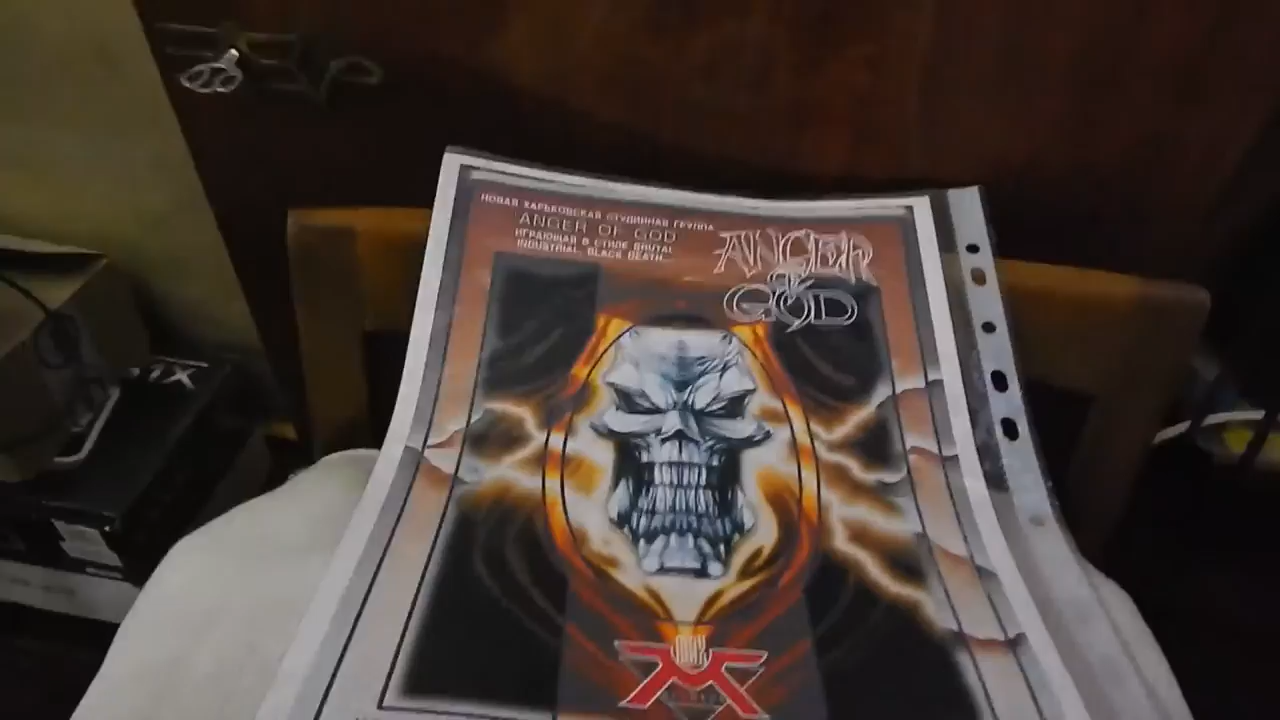 НОВАЯ ХАРЬКОВСКАЯ СТУДИЙНАЯ ГРУППА
ANGER OF GOD
ИГРАЮЩАЯ В СТИЛЕ BRUTAL
INDUSTRIAL BLACK DEATH
ANGER
OF
GOD